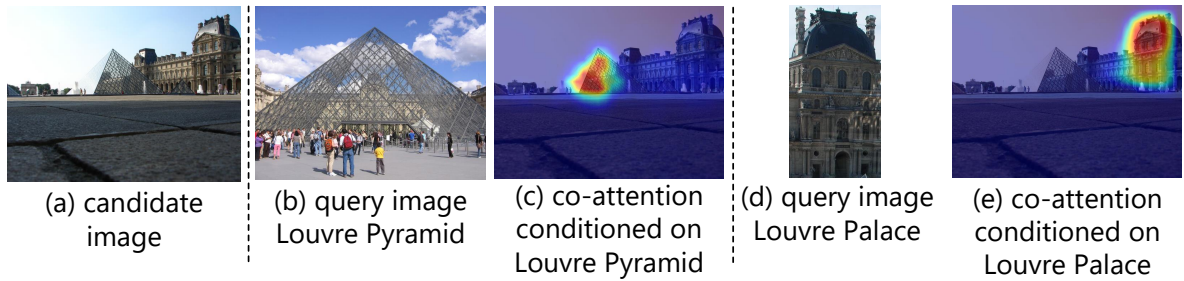 (a) candidate
image
(b) query image
Louvre Pyramid
(c) co-attention
conditioned on
Louvre Pyramid
(d) query image
Louvre Palace
(e) co-attention
conditioned on
Louvre Palace